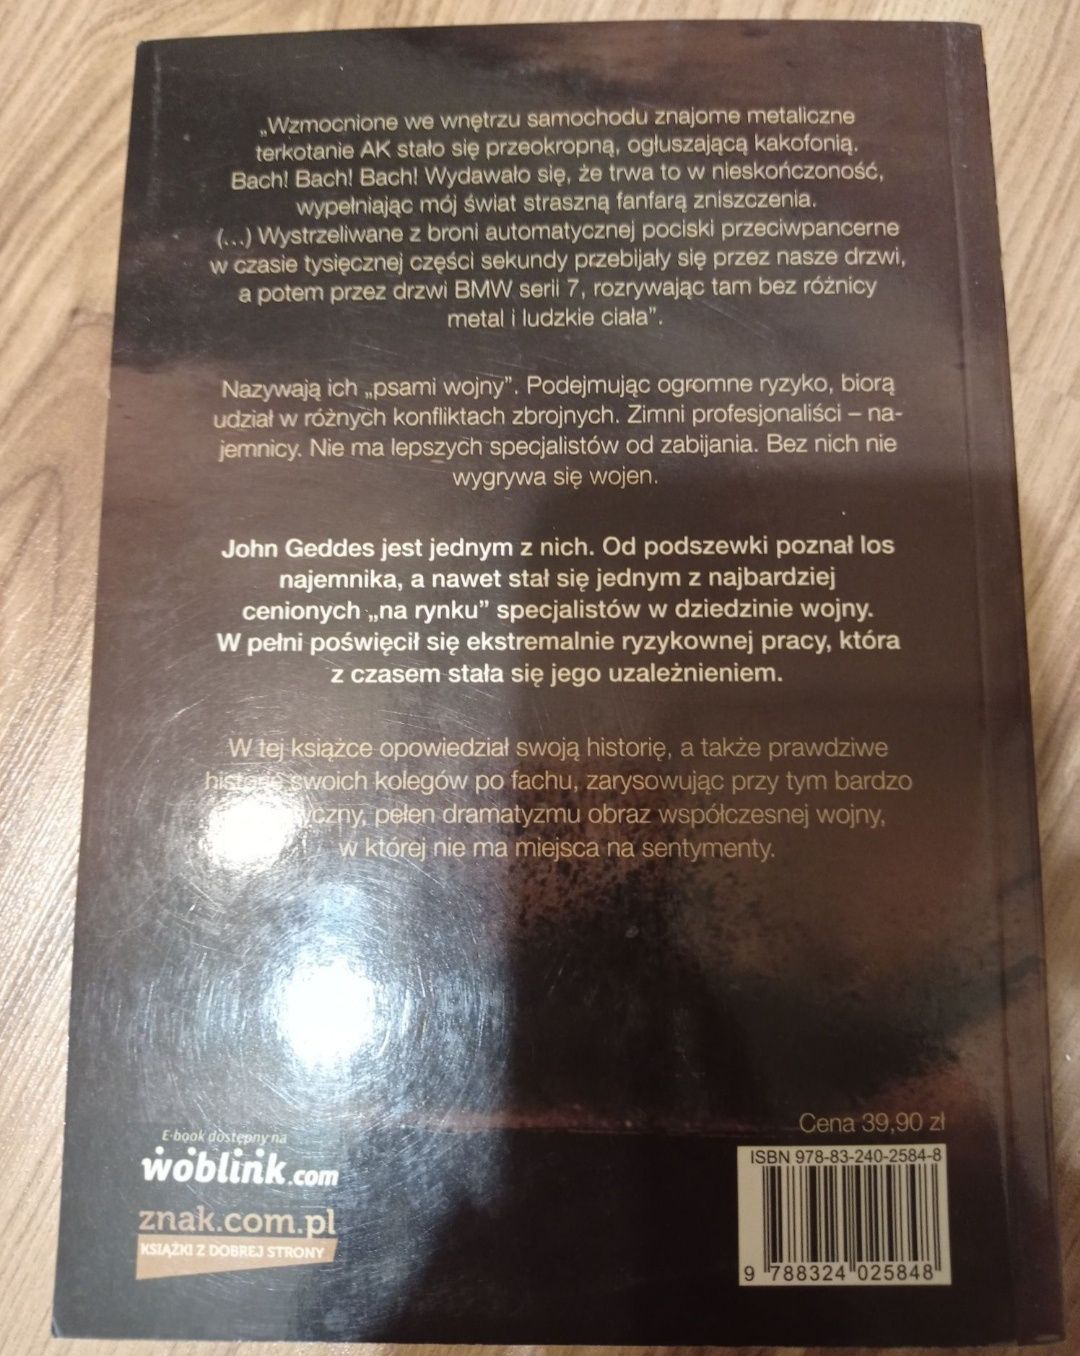 „Wzmocnione we wnętrzu samochodu znajome metaliczne
terkotanie AK stało się przeokropną, ogłuszającą kakofonią.
Bach! Bach! Bach! Wydawało się, że trwa to w nieskończoność,
wypełniając mój świat straszną fanfarą zniszczenia.
(...) Wystrzeliwane z broni automatycznej pociski przeciwpancerne
w czasie tysięcznej części sekundy przebijały się przez nasze drzwi,
a potem przez drzwi BMW serii 7, rozrywając tam bez różnicy
metal i ludzkie ciała”.
Nazywają ich „psami wojny”. Podejmując ogromne ryzyko, biorą
udział w różnych konfliktach zbrojnych. Zimni profesjonaliści – na-
jemnicy. Nie ma lepszych specjalistów od zabijania. Bez nich nie
wygrywa się wojen.
John Geddes jest jednym z nich. Od podszewki poznał los
najemnika, a nawet stał się jednym z najbardziej
cenionych „na rynku” specjalistów w dziedzinie wojny.
W pełni poświęcił się ekstremalnie ryzykownej pracy, która
z czasem stała się jego uzależnieniem.
W tej książce opowiedział swoją historię, a także prawdziwe
historie swoich kolegów po fachu, zarysowując przy tym bardzo
pełen dramatyzmu obraz współczesnej wojny,
w której nie ma miejsca na sentymenty.
Cena 39,90 zł
E-book dostępny na
woblink.com
znak.com.pl
KSIĄŻKI Z DOBREJ STRONY
ISBN 978-83-240-2584-8
9 788324 025848